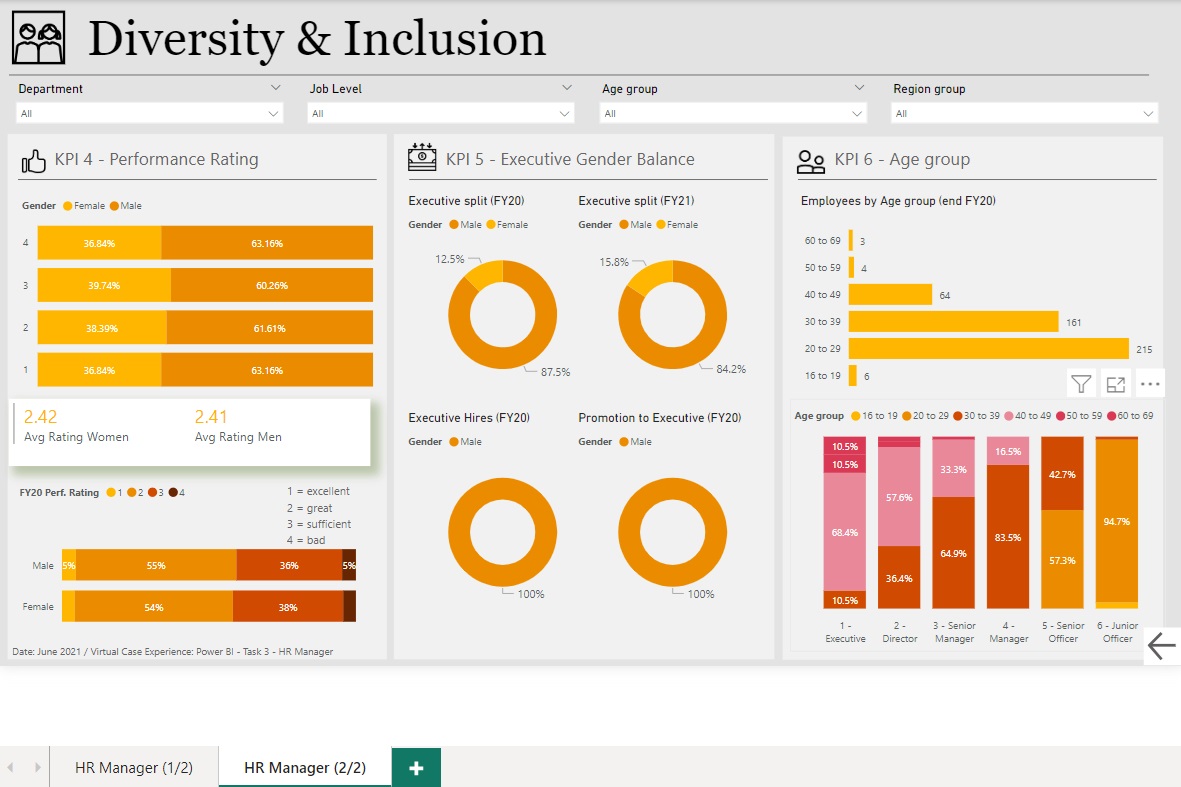 Diversity & Inclusion
Department
All
Job Level
All
Age group
All
Region group
All
KPI 4 - Performance Rating
Gender Female Male
4 36.84% 63.16%
3 39.74% 60.26%
2 38.39% 61.61%
1 36.84% 63.16%
2.42
Avg Rating Women
2.41
Avg Rating Men
FY20 Perf. Rating 1 2 3 4
1 = excellent
2 = great
3 = sufficient
4 = bad
Male 5% 55% 36% 5%
Female 54% 38%
Date: June 2021 / Virtual Case Experience: Power BI - Task 3 - HR Manager
KPI 5 - Executive Gender Balance
Executive split (FY20)
Gender Male Female
12.5%
87.5%
Executive split (FY21)
Gender Male Female
15.8%
84.2%
Executive Hires (FY20)
Gender Male
100%
Promotion to Executive (FY20)
Gender Male
100%
KPI 6 - Age group
Employees by Age group (end FY20)
60 to 69 3
50 to 59 4
40 to 49 64
30 to 39 161
20 to 29 215
16 to 19 6
Age group 16 to 19 20 to 29 30 to 39 40 to 49 50 to 59 60 to 69
10.5%
10.5%
68.4%
10.5%
1 -
Executive
57.6%
36.4%
2 -
Director
33.3%
64.9%
3 - Senior
Manager
16.5%
83.5%
4 -
Manager
42.7%
57.3%
5 - Senior
Officer
94.7%
6 - Junior
Officer
HR Manager (1/2)
HR Manager (2/2)